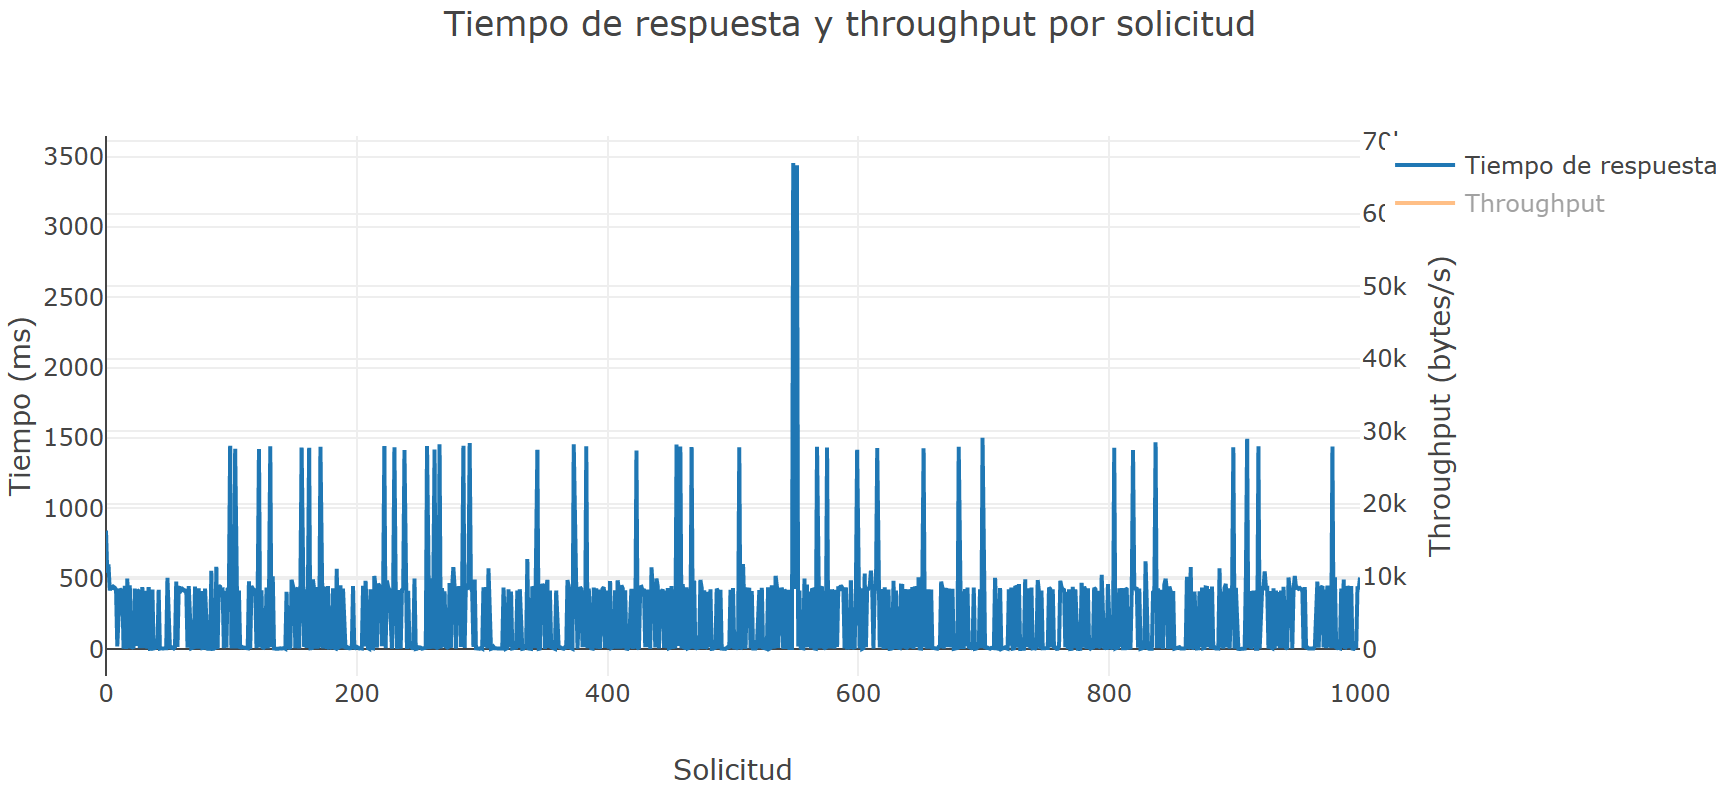 Tiempo de respuesta y throughput por solicitud
Tiempo de respuesta
Throughput
Tiempo (ms)
3500
3000
2500
2000
1500
1000
500
0
50k
40k
30k
20k
10k
0
Throughput (bytes/s)
0 200 400 600 800 1000
Solicitud